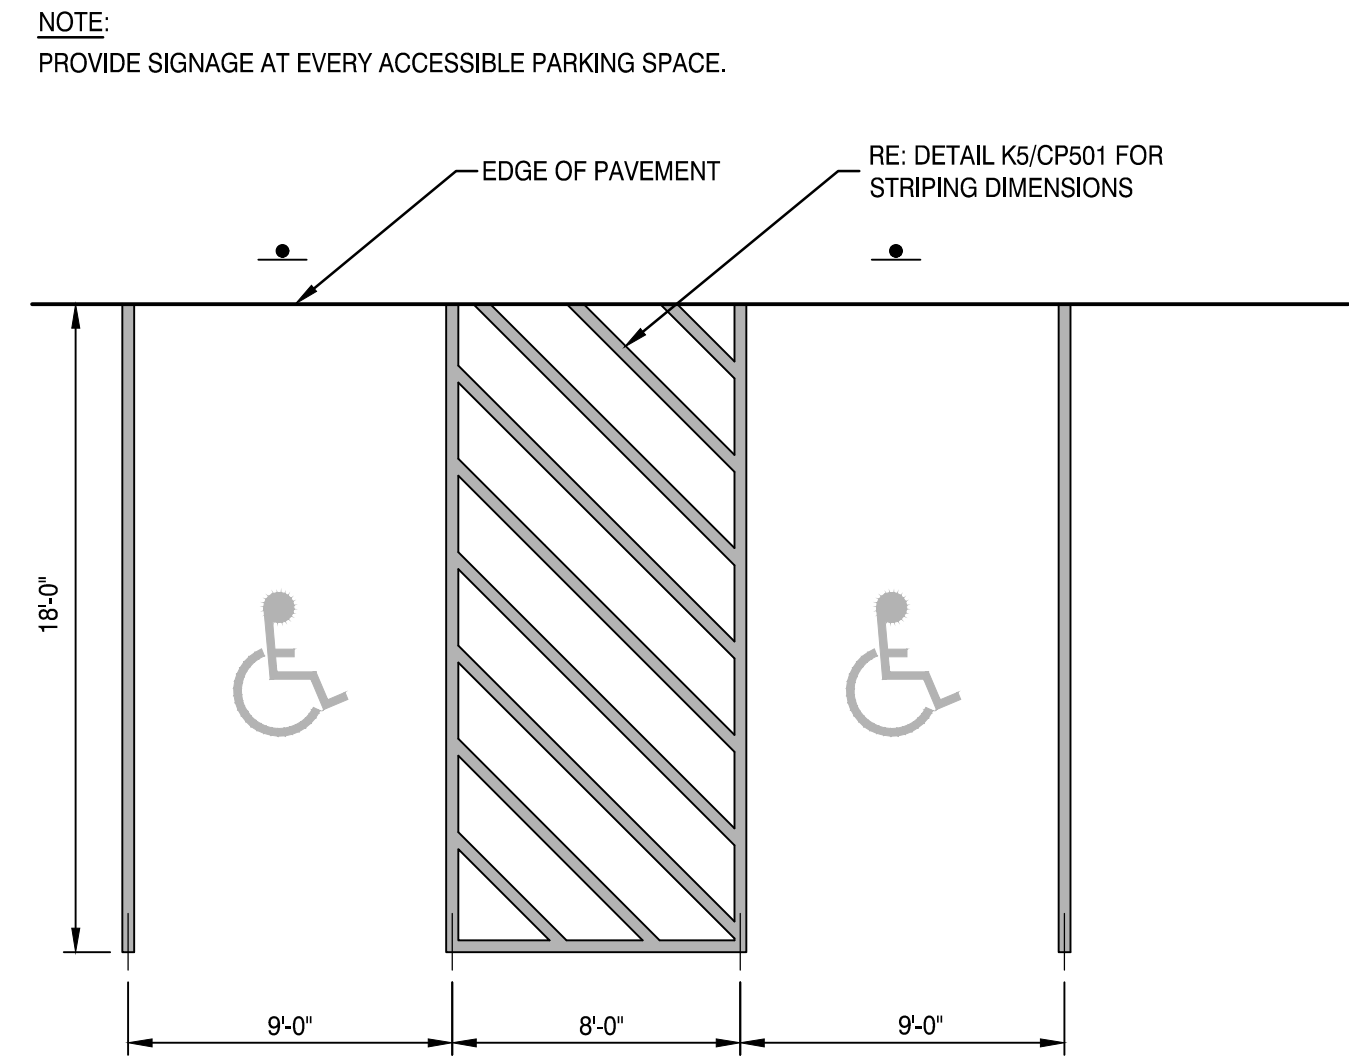 NOTE:
PROVIDE SIGNAGE AT EVERY ACCESSIBLE PARKING SPACE.
EDGE OF PAVEMENT
RE: DETAIL K5/CP501 FOR
STRIPING DIMENSIONS
18'-0"
9'-0"
8'-0"
9'-0"